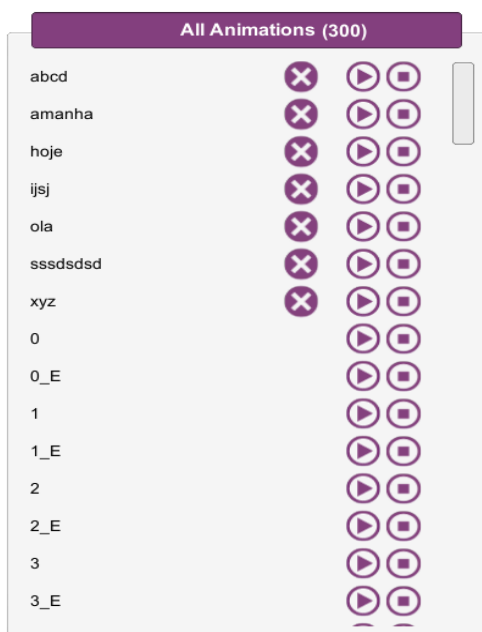 All Animations (300)
abcd
amanha
hoje
ijsj
ola
sssdsdsd
xyz
0
0_E
1
1_E
2
2_E
3
3_E